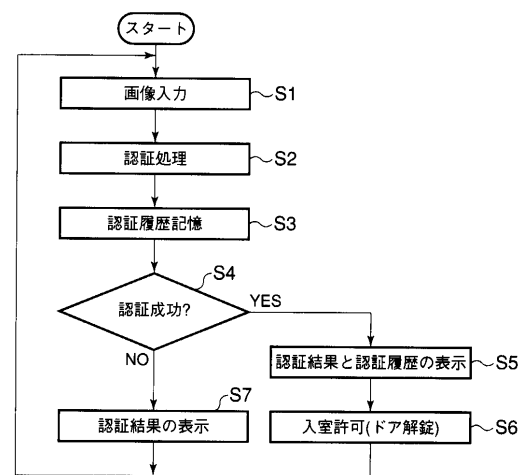 スタート
画像入力 S1
認証処理 S2
認証履歴記憶 S3
認証成功? S4
YES
NO
認証結果と認証履歴の表示 S5
認証結果の表示 S7
入室許可(ドア解錠) S6